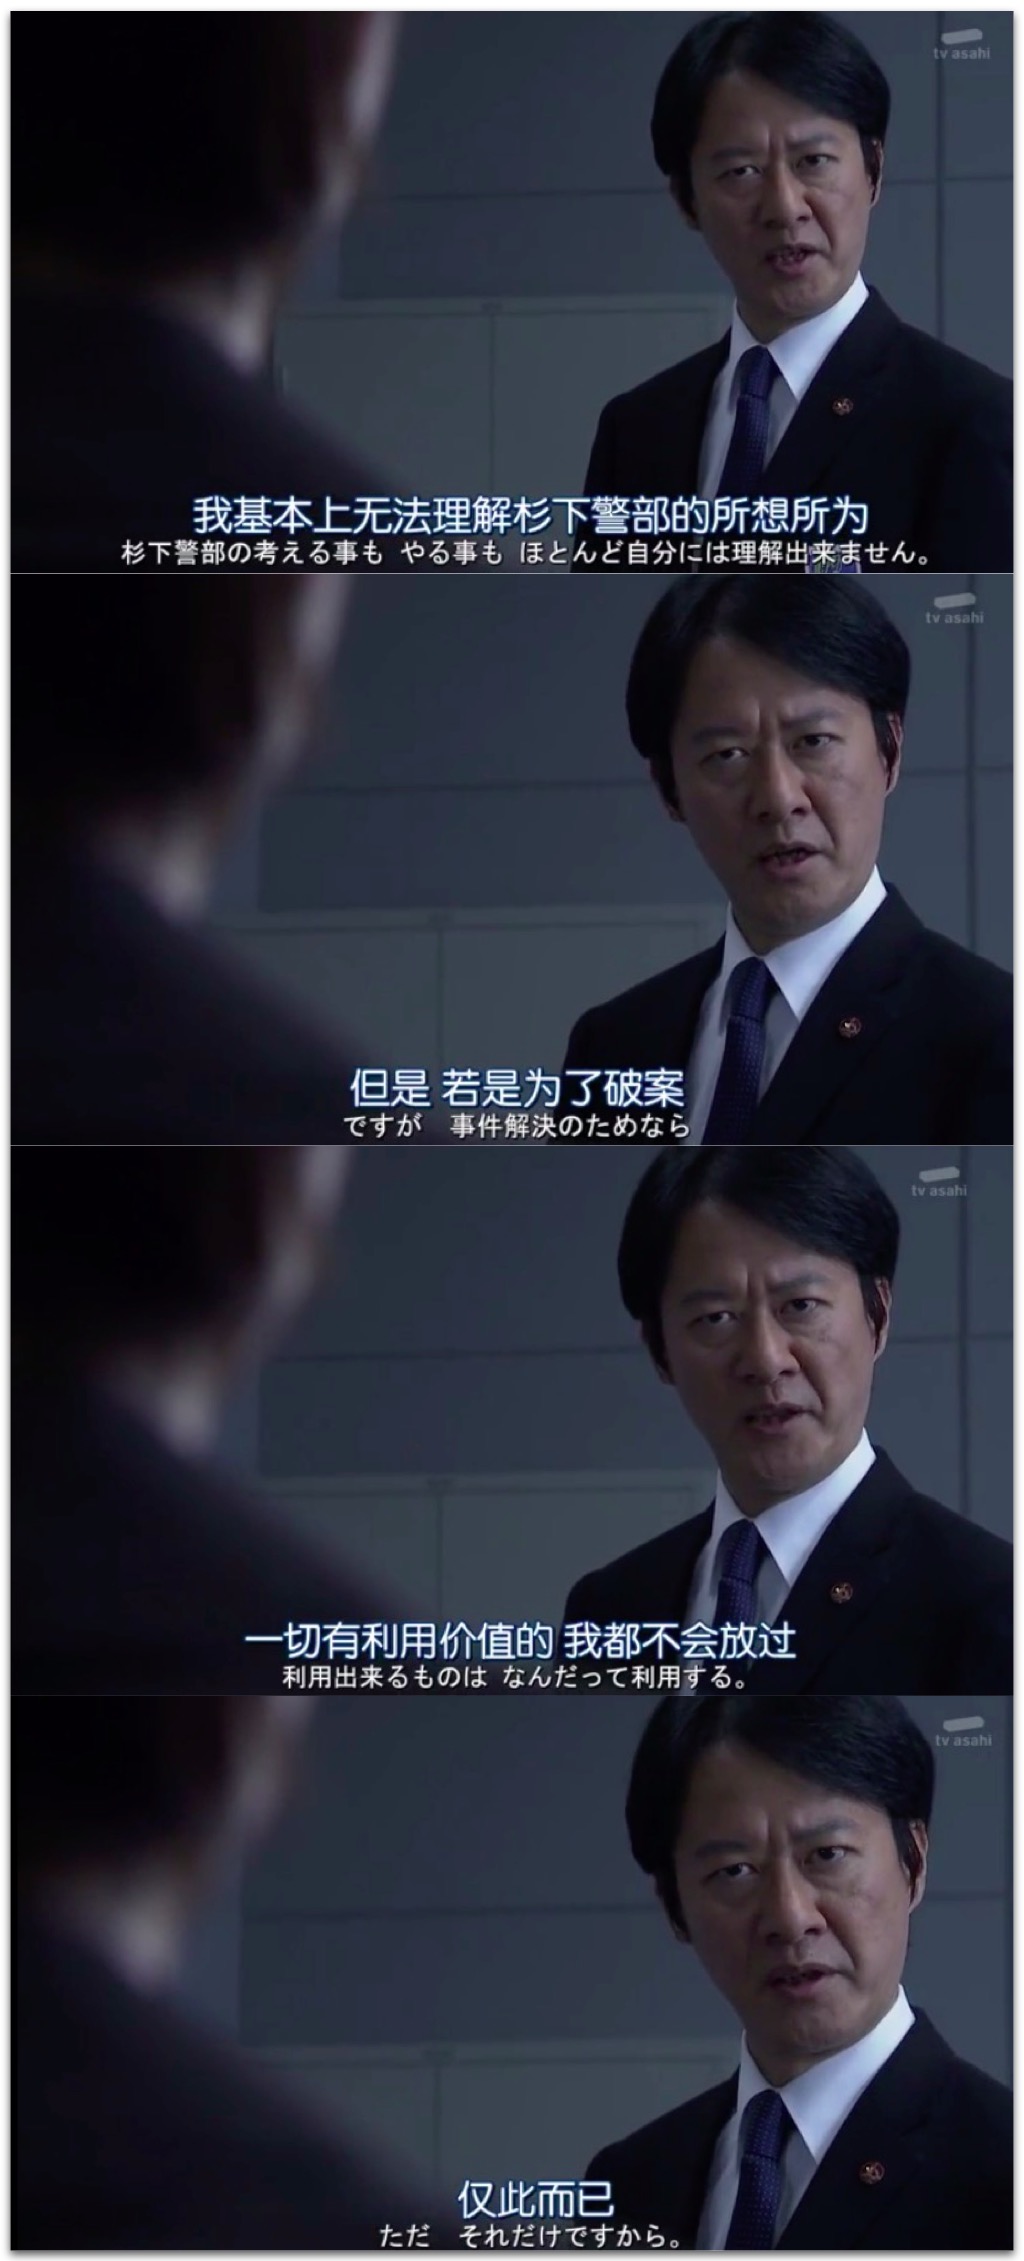 tv asahi
我基本上无法理解杉下警部的所想所为
杉下警部の考える事も やる事も ほとんど自分には理解出来ません。
tv asahi
但是 若是为了破案
ですが 事件解決のためなら
tv asahi
一切有利用价值的 我都不会放过
利用出来るものは なんだって利用する。
tv asahi
仅此而已
ただ それだけですから。